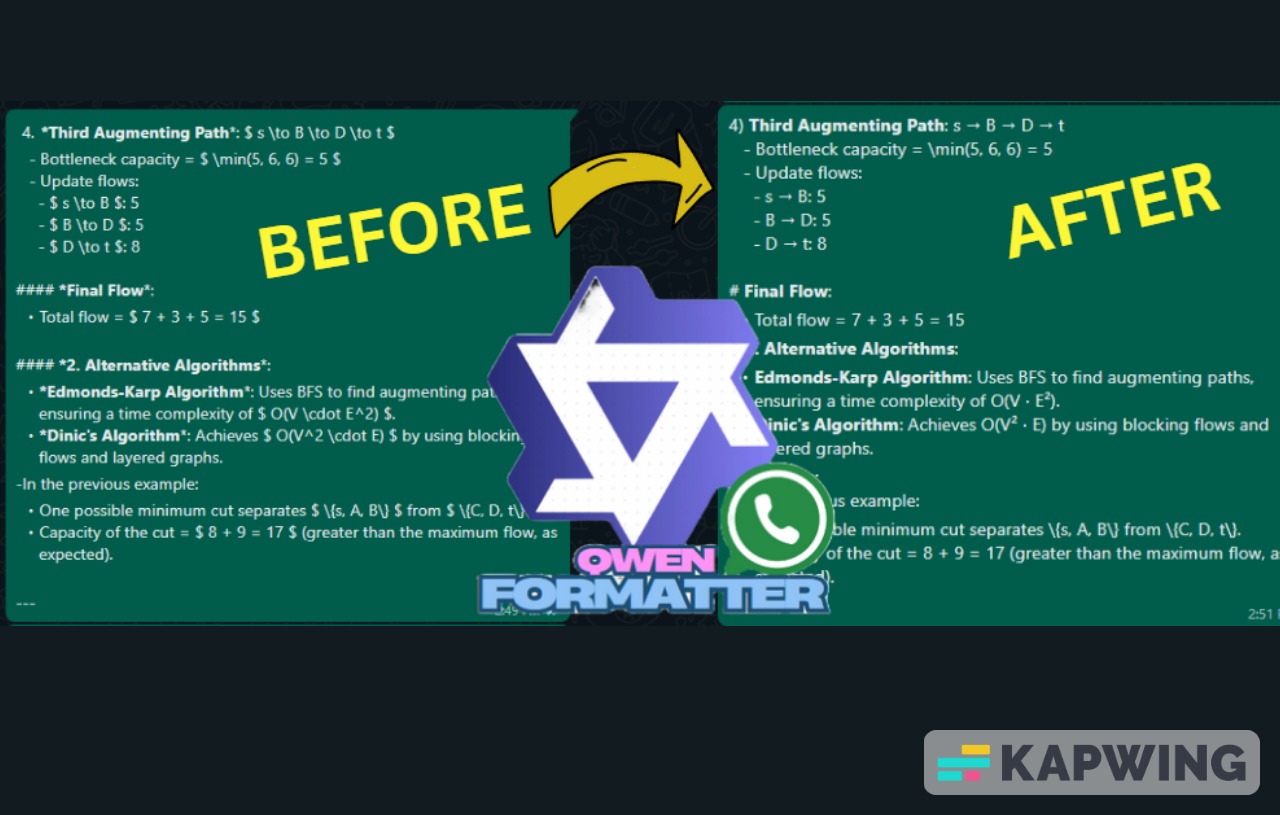 4. *Third Augmenting Path*: $ s \to B \to D \to t $
- Bottleneck capacity = $ \min(5, 6, 6) = 5 $
- Update flows:
- $ s \to B $: 5
- $ B \to D $: 5
- $ D \to t $: 8
#### *Final Flow*:
• Total flow = $ 7 + 3 + 5 = 15 $
#### *2. Alternative Algorithms*:
• *Edmonds-Karp Algorithm*: Uses BFS to find augmenting
ensuring a time complexity of $ O(V \cdot E^2) $.
• *Dinic's Algorithm*: Achieves $ O(V^2 \cdot E) $ by using
flows and layered graphs.
-In the previous example:
• One possible minimum cut separates $ \{s, A, B\} $ from $ \{C, D, t\}
• Capacity of the cut = $ 8 + 9 = 17 $ (greater than the maximum flow, as
expected).
---
BEFORE
4) Third Augmenting Path: s → B → D → t
- Bottleneck capacity = \min(5, 6, 6) = 5
- Update flows:
- s → B: 5
- B → D: 5
- D → t: 8
# Final Flow:
Total flow = 7 + 3 + 5 = 15
. Alternative Algorithms:
• Edmonds-Karp Algorithm: Uses BFS to find augmenting paths,
ensuring a time complexity of O(V · E²).
Algorithm: Achieves O(V² · E) by using blocking flows and
graphs.
example:
minimum cut separates \{s, A, B\} from \{C, D, t\}.
of the cut = 8 + 9 = 17 (greater than the maximum flow,
2:51
AFTER
QWEN
FORMATTER
KAPWING